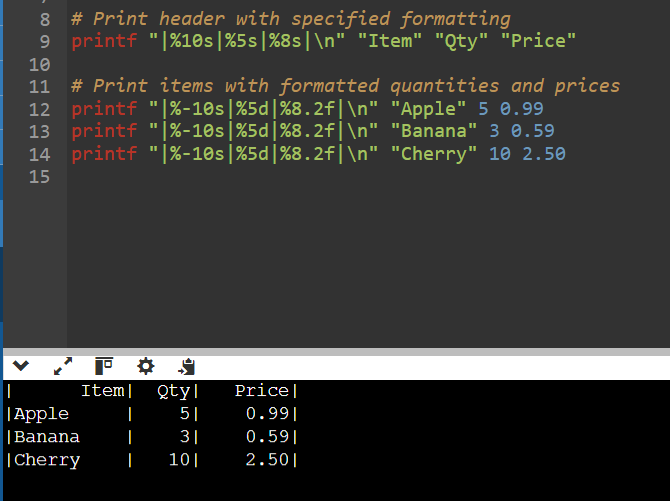 8 # Print header with specified formatting
9 printf "|%10s|%5s|%8s|\n" "Item" "Qty" "Price"
10
11 # Print items with formatted quantities and prices
12 printf "|%-10s|%5d|%8.2f|\n" "Apple" 5 0.99
13 printf "|%-10s|%5d|%8.2f|\n" "Banana" 3 0.59
14 printf "|%-10s|%5d|%8.2f|\n" "Cherry" 10 2.50
15
|      Item|  Qty|   Price|
|Apple     |    5|    0.99|
|Banana    |    3|    0.59|
|Cherry    |   10|    2.50|